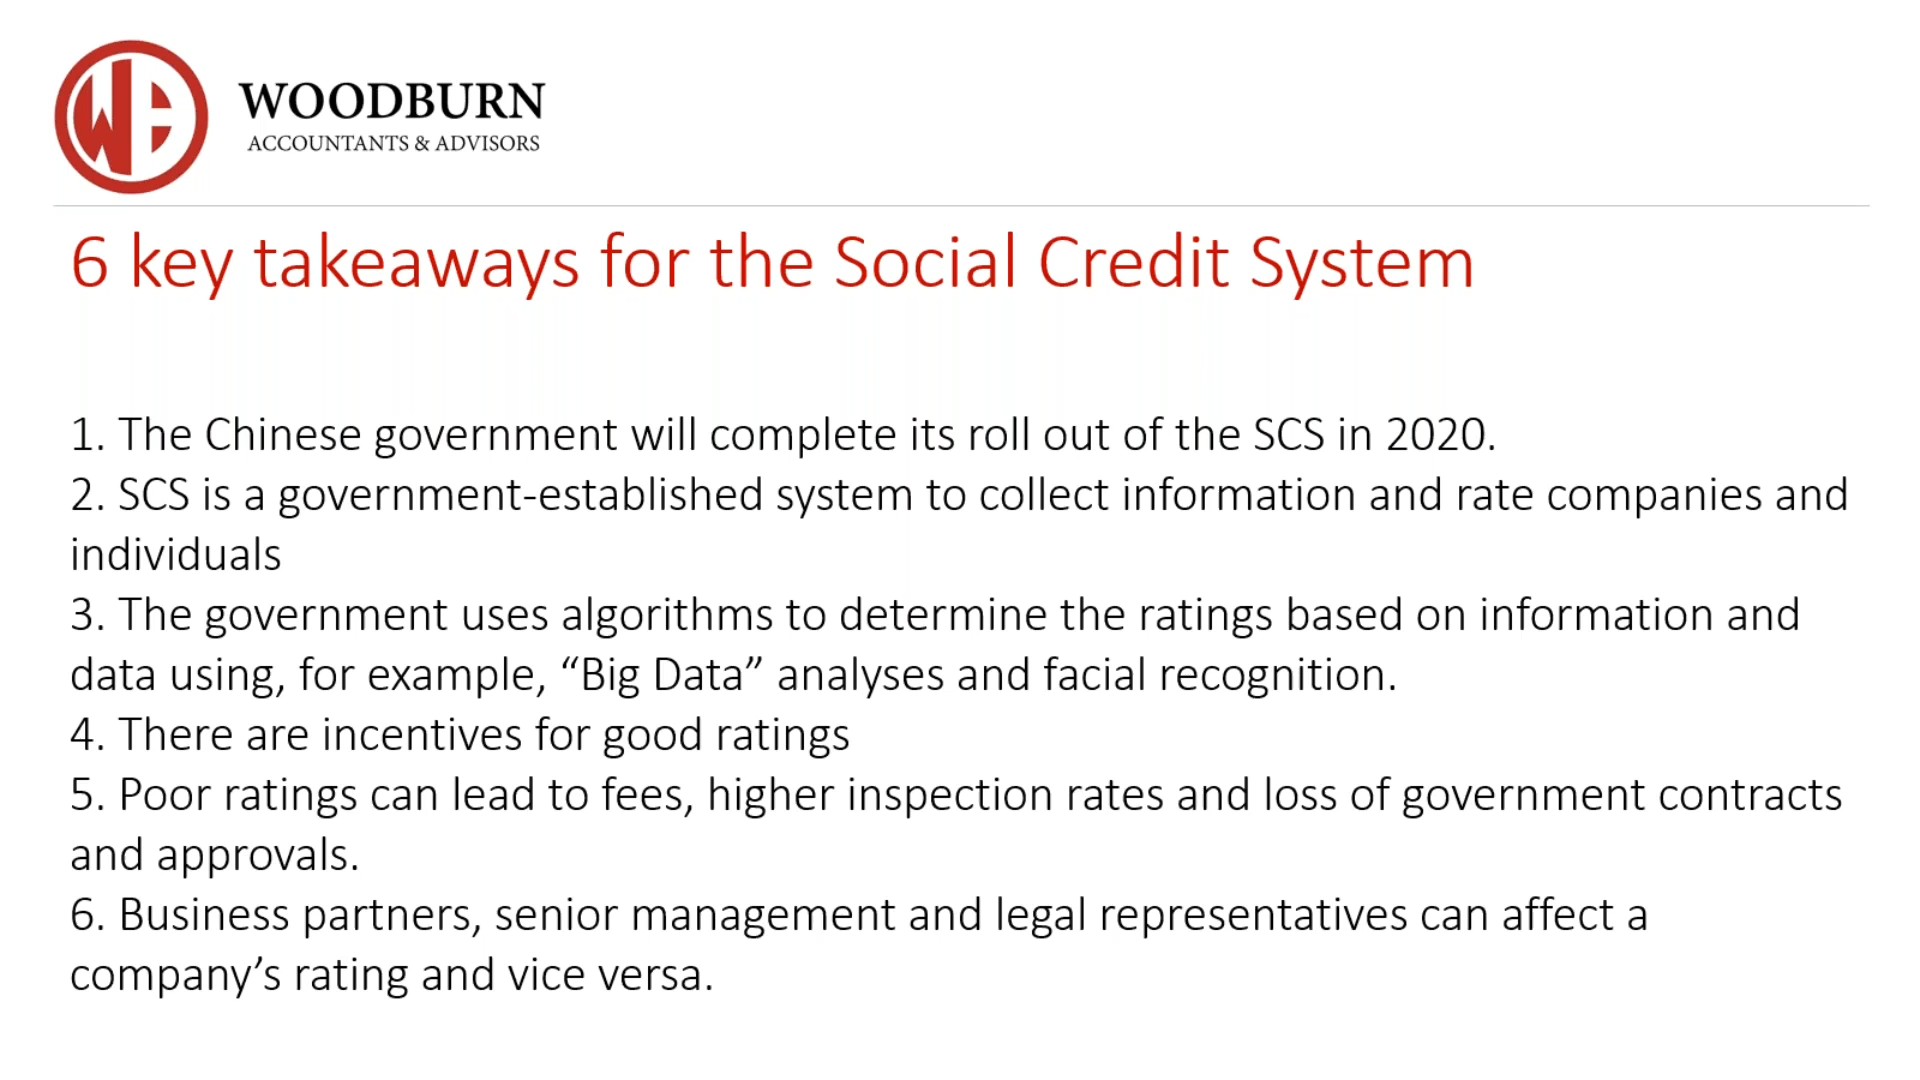 WOODBURN
ACCOUNTANTS & ADVISORS
6 key takeaways for the Social Credit System
1. The Chinese government will complete its roll out of the SCS in 2020.
2. SCS is a government-established system to collect information and rate companies and
individuals
3. The government uses algorithms to determine the ratings based on information and
data using, for example, “Big Data” analyses and facial recognition.
4. There are incentives for good ratings
5. Poor ratings can lead to fees, higher inspection rates and loss of government contracts
and approvals.
6. Business partners, senior management and legal representatives can affect a
company’s rating and vice versa.